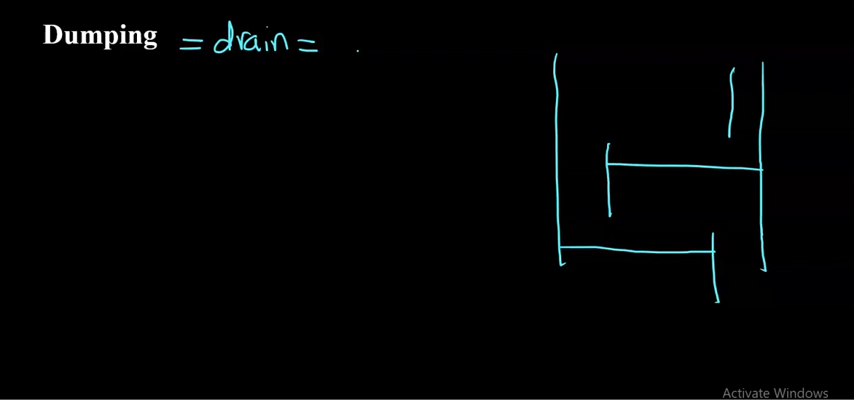 Dumping = drain =
Activate Windows